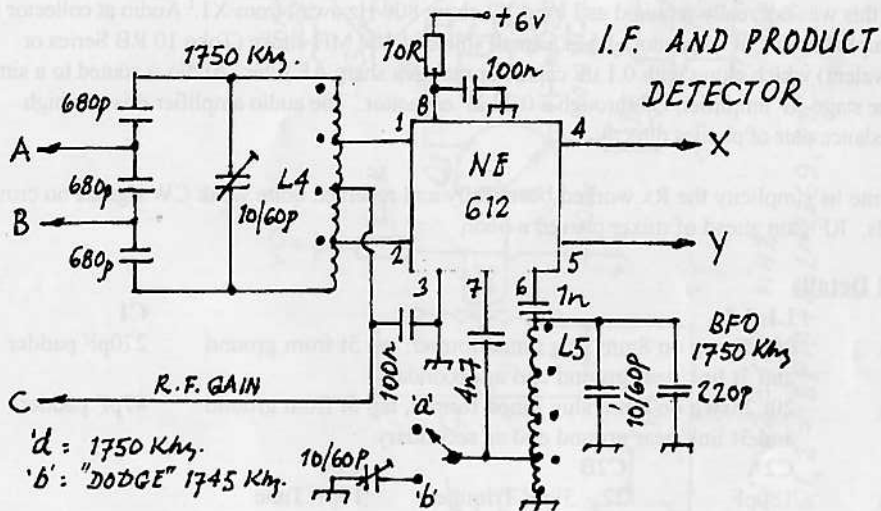 +6v
I.F. AND PRODUCT
DETECTOR
1750 Khz.
10R
100n
8
680p
680p
680p
A
B
L4
10/60p
1
2
NE
612
4
X
5
Y
3
7
6
1n
100n
4n7
L5
BFO
1750 Khz
10/60p
220p
C
R.F. GAIN
'a'
'a' = 1750 Khz.
'b' : "DODGE" 1745 Khz.
10/60p
'b'